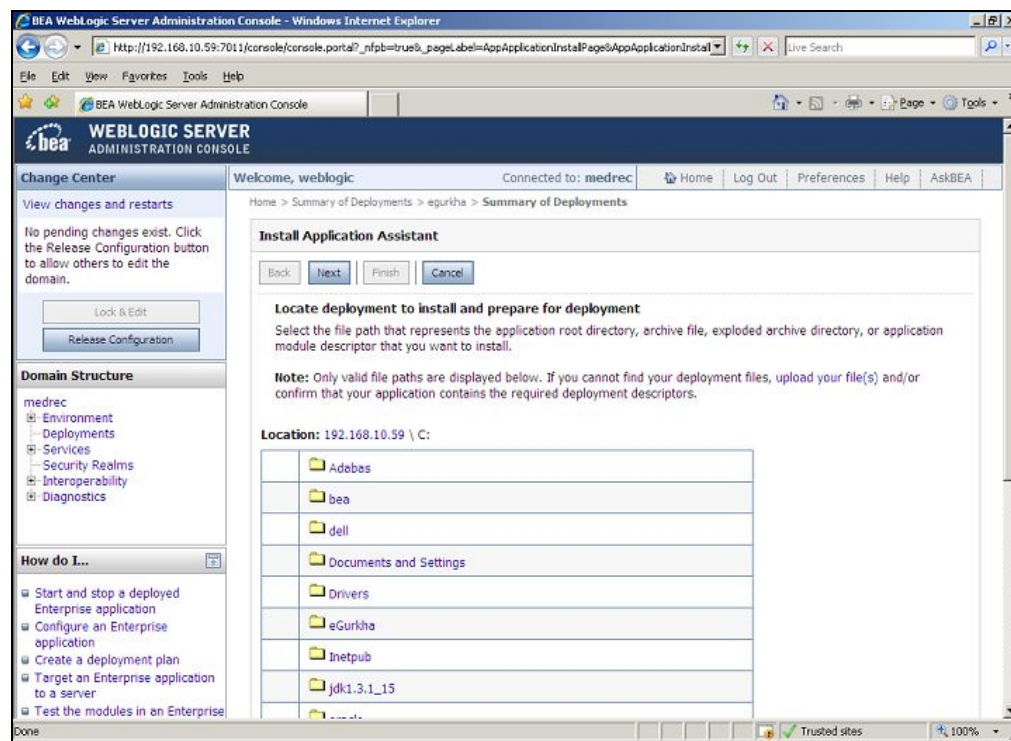 BEA WebLogic Server Administration Console - Windows Internet Explorer
http://192.168.10.59:7011/console/console.portal?_nfpb=true&_pageLabel=AppApplicationInstallPage&AppApplicationInstall
Live Search
File Edit View Favorites Tools Help
BEA WebLogic Server Administration Console
Page Tools
bea WEBLOGIC SERVER
ADMINISTRATION CONSOLE
Change Center
View changes and restarts
No pending changes exist. Click
the Release Configuration button
to allow others to edit the
domain.
Lock & Edit
Release Configuration
Domain Structure
medrec
Environment
Deployments
Services
Security Realms
Interoperability
Diagnostics
How do I...
Start and stop a deployed
Enterprise application
Configure an Enterprise
application
Create a deployment plan
Target an Enterprise application
to a server
Test the modules in an Enterprise
Welcome, weblogic
Connected to: medrec
Home Log Out Preferences Help AskBEA
Home > Summary of Deployments > egurkha > Summary of Deployments
Install Application Assistant
Back Next Finish Cancel
Locate deployment to install and prepare for deployment
Select the file path that represents the application root directory, archive file, exploded archive directory, or application
module descriptor that you want to install.
Note: Only valid file paths are displayed below. If you cannot find your deployment files, upload your file(s) and/or
confirm that your application contains the required deployment descriptors.
Location: 192.168.10.59 \ C:
Adabas
bea
dell
Documents and Settings
Drivers
eGurkha
Inetpub
jdk1.3.1_15
Done
Trusted sites
100%